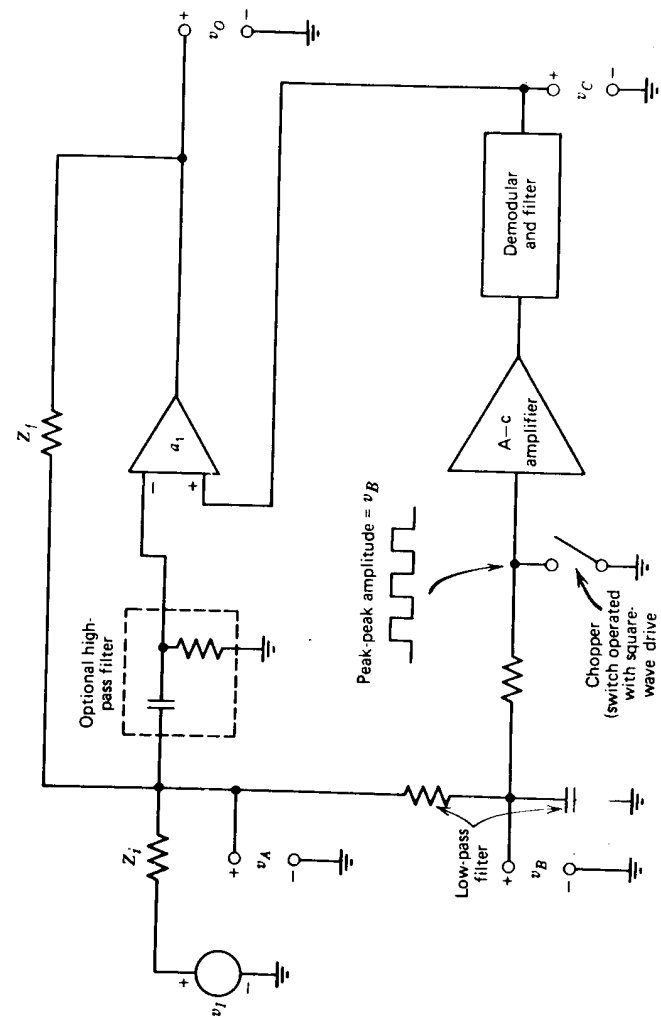 Z_f
+
v_O
−
a_1
−
+
Optional high-
pass filter
Z_i
+
v_I
−
+
v_A
−
Peak-peak amplitude = v_B
Demodular
and filter
+
v_C
−
A–c
amplifier
Chopper
(switch operated
with square-
wave drive
Low-pass
filter
+
v_B
−